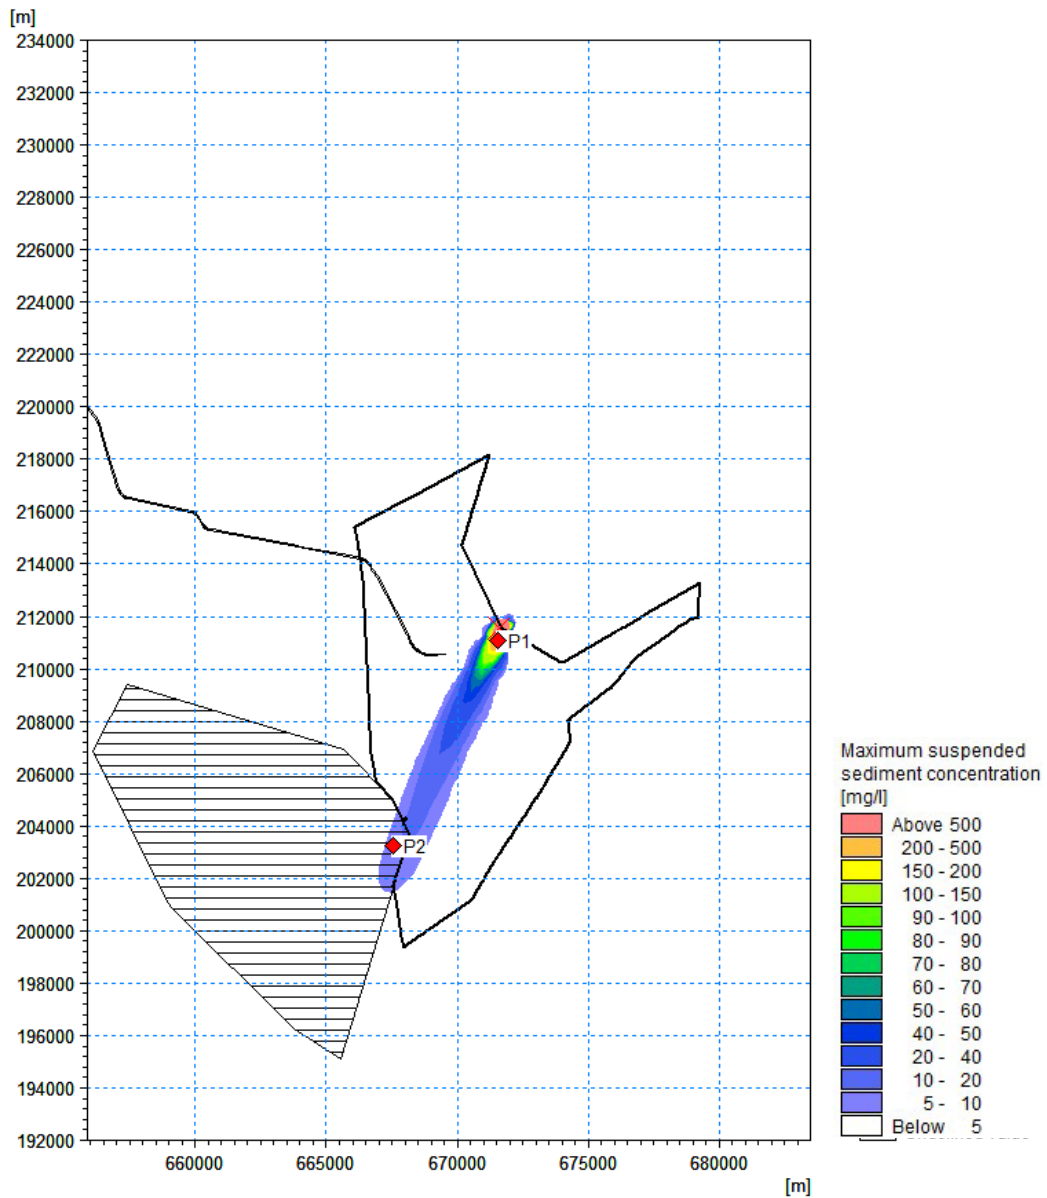 [m]
234000
232000
230000
228000
226000
224000
222000
220000
218000
216000
214000
212000
210000
208000
206000
204000
202000
200000
198000
196000
194000
192000
P1
P2
660000
665000
670000
675000
680000
[m]
Maximum suspended
sediment concentration
[mg/l]
Above 500
200 - 500
150 - 200
100 - 150
90 - 100
80 - 90
70 - 80
60 - 70
50 - 60
40 - 50
20 - 40
10 - 20
5 - 10
Below 5